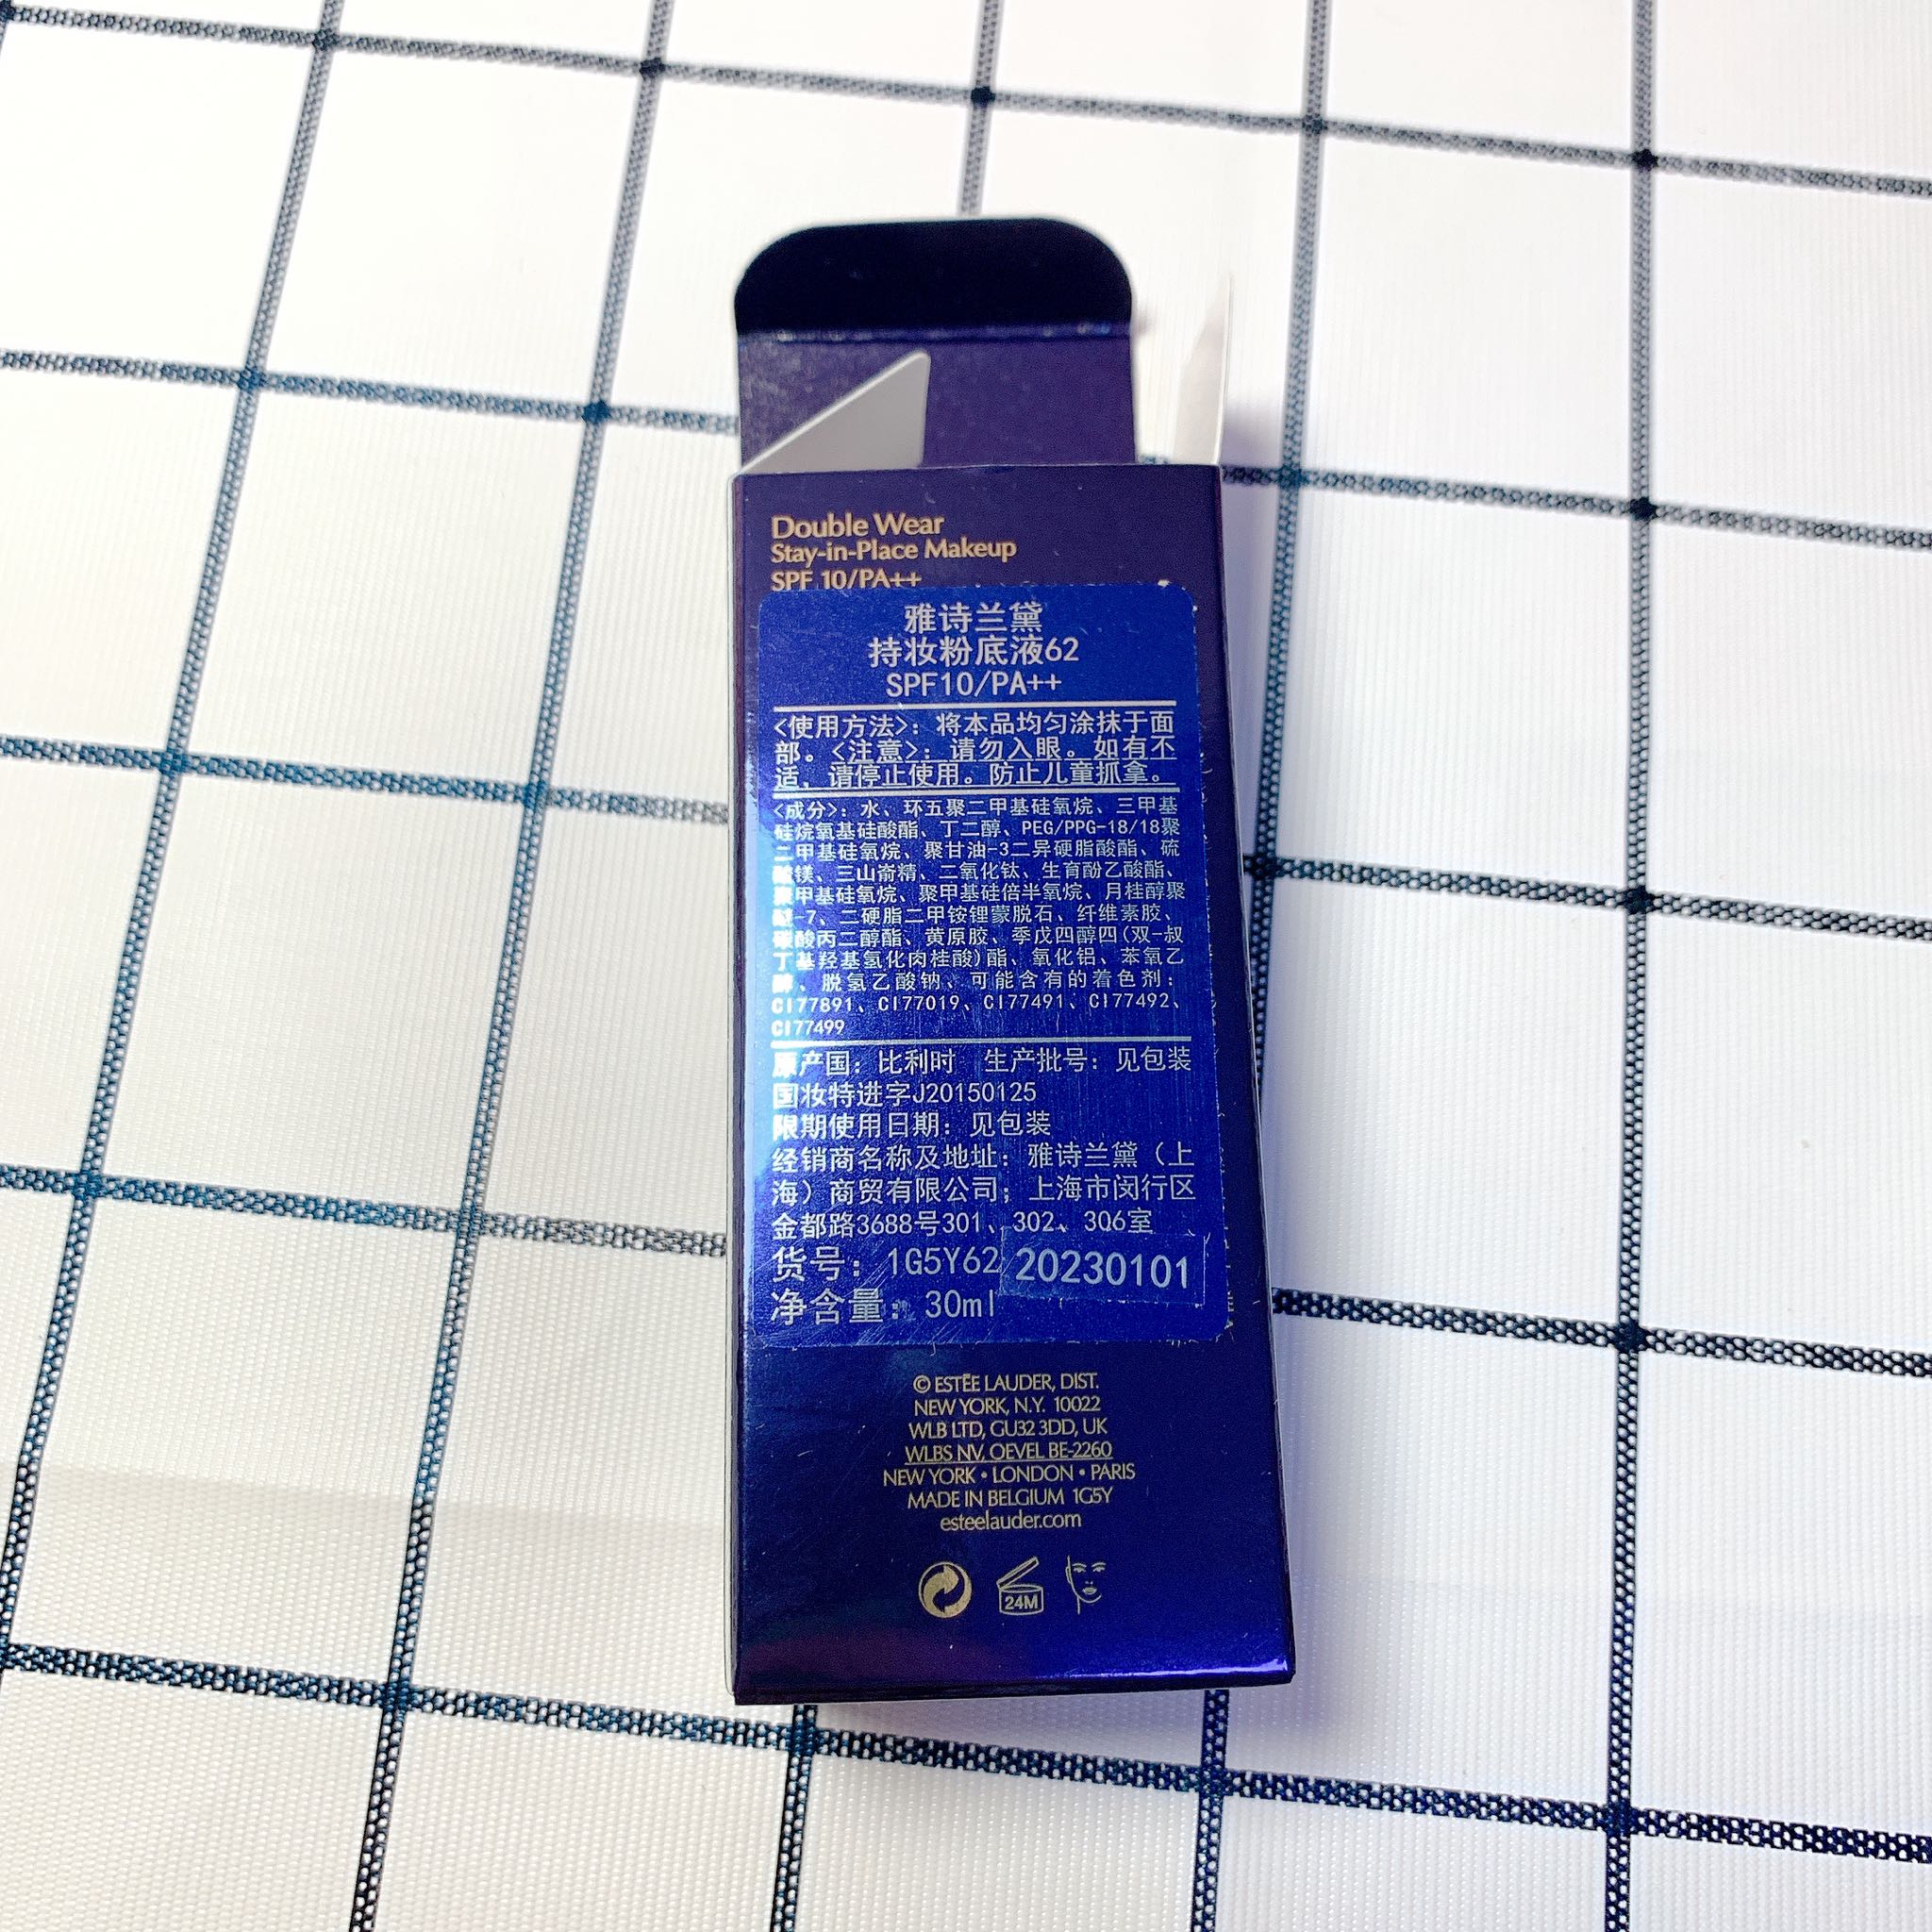 Double Wear
Stay-in-Place Makeup
SPF 10/PA++
雅诗兰黛
持妆粉底液62
SPF10/PA++
<使用方法>：将本品均匀涂抹于面
部。<注意>：请勿入眼。如有不
适，请停止使用。防止儿童抓拿。
<成分>：水、环五聚二甲基硅氧烷、三甲基
硅烷氧基硅酸酯、丁二醇、PEG/PPG-18/18聚
二甲基硅氧烷、聚甘油-3二异硬脂酸酯、硫
酸镁、三山嵛精、二氧化钛、生育酚乙酸酯、
聚甲基硅氧烷、聚甲基硅倍半氧烷、月桂醇聚
醚-7、二硬脂二甲铵锂蒙脱石、纤维素胶、
碳酸丙二醇酯、黄原胶、季戊四醇四(双-叔
丁基羟基氢化肉桂酸)酯、氧化铝、苯氧乙
醇、脱氢乙酸钠、可能含有的着色剂：
CI77891、CI77019、CI77491、CI77492、
CI77499
原产国：比利时 生产批号：见包装
国妆特进字J20150125
限期使用日期：见包装
经销商名称及地址：雅诗兰黛（上
海）商贸有限公司；上海市闵行区
金都路3688号301、302、306室
货号：1G5Y62 20230101
净含量：30ml
© ESTĒE LAUDER, DIST.
NEW YORK, N.Y. 10022
WLB LTD, GU32 3DD, UK
WLBS NV, OEVEL BE-2260
NEW YORK • LONDON • PARIS
MADE IN BELGIUM 1G5Y
esteelauder.com
24M